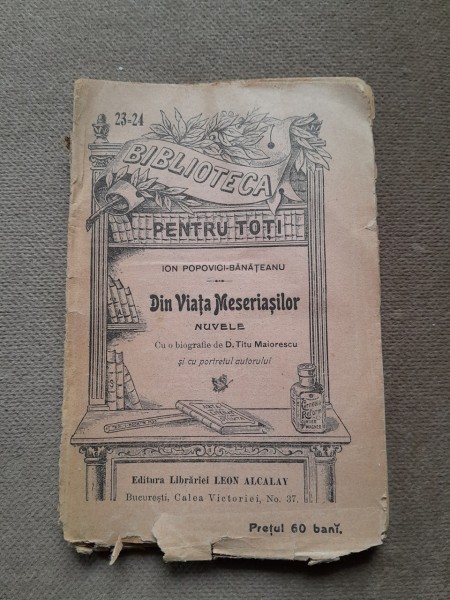 23-24
BIBLIOTECA
PENTRU TOȚI
ION POPOVICI-BĂNĂȚEANU
Din Viața Meseriașilor
NUVELE
Cu o biografie de D. Titu Maiorescu
și cu portretul autorului
Editura Librăriei LEON ALCALAY
București, Calea Victoriei, No. 37.
Prețul 60 banĭ.